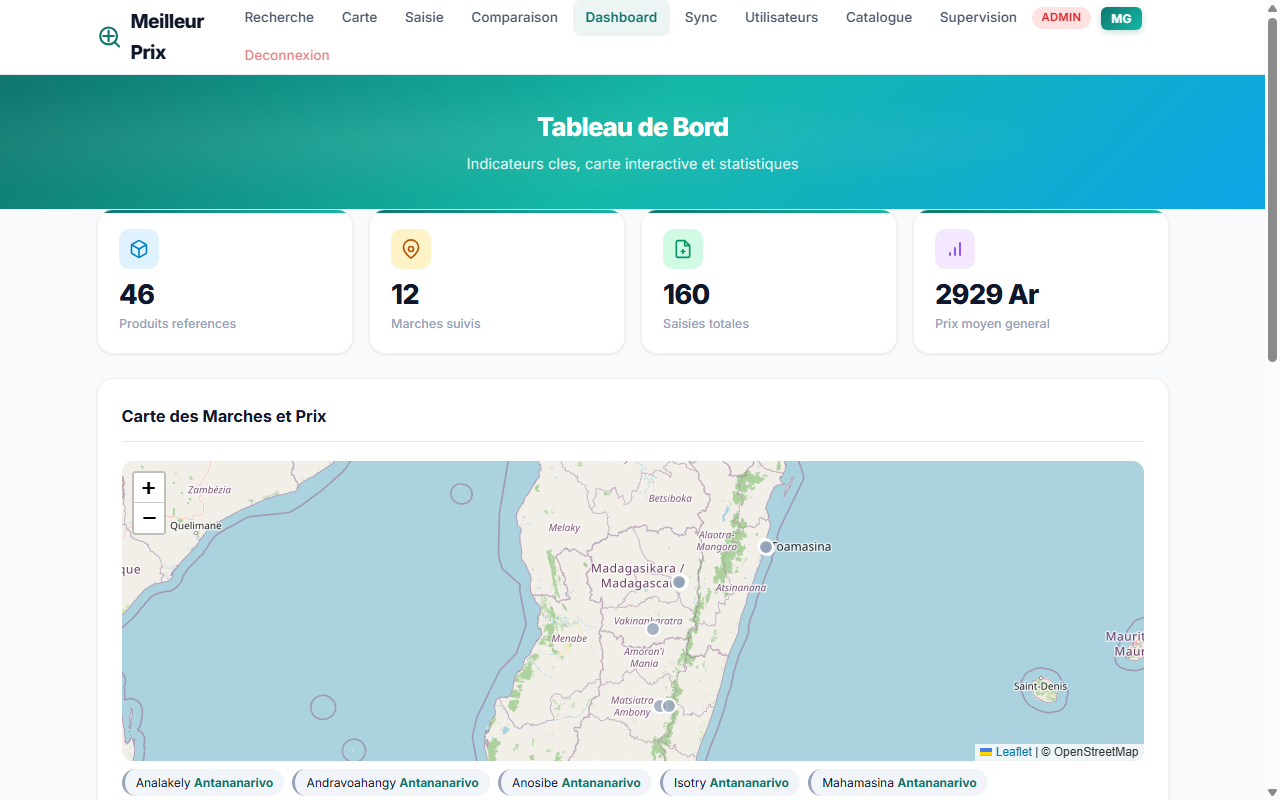 Meilleur Prix
Recherche
Carte
Saisie
Comparaison
Dashboard
Sync
Utilisateurs
Catalogue
Supervision
ADMIN
MG
Deconnexion
Tableau de Bord
Indicateurs cles, carte interactive et statistiques
46
Produits references
12
Marches suivis
160
Saisies totales
2929 Ar
Prix moyen general
Carte des Marches et Prix
+
−
Zambézia
Quelimane
que
Betsiboka
Melaky
Alaotra-
Mangoro
Toamasina
Madagasikara /
Madagascar
Atsinanana
Vakinankaratra
Menabe
Amoron'i
Mania
Matsiatra
Ambony
Maurit
Maur
Saint-Denis
Leaflet | © OpenStreetMap
Analakely Antananarivo
Andravoahangy Antananarivo
Anosibe Antananarivo
Isotry Antananarivo
Mahamasina Antananarivo